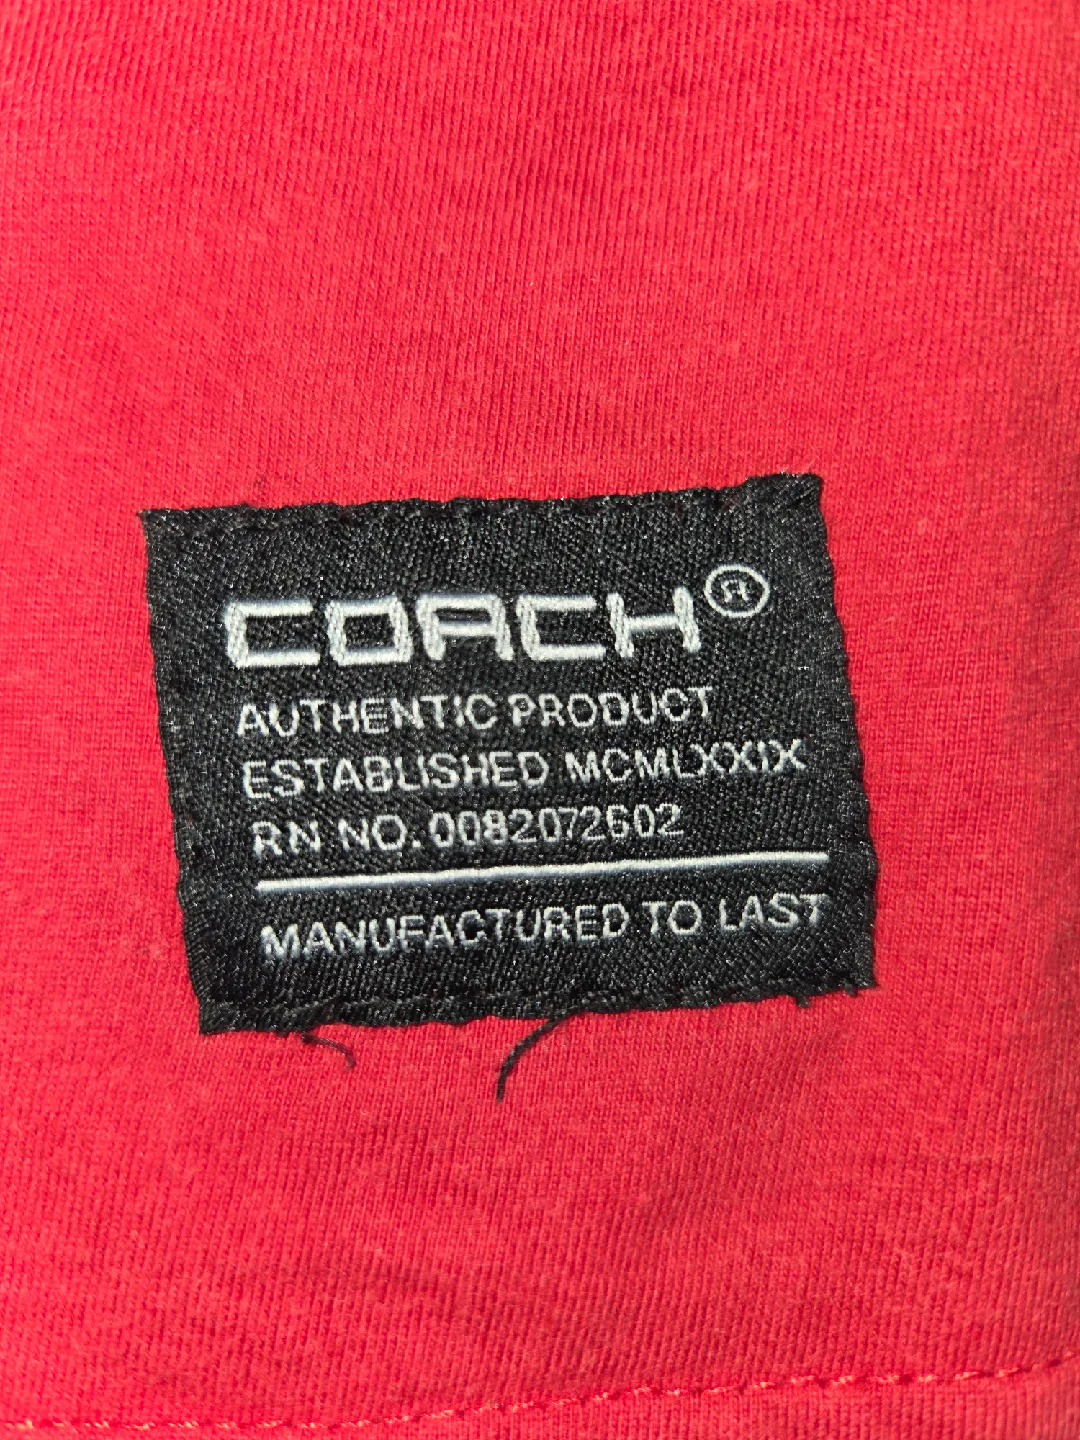 COACH®
AUTHENTIC PRODUCT
ESTABLISHED MCMLXXIX
RN NO. 0082072602
MANUFACTURED TO LAST